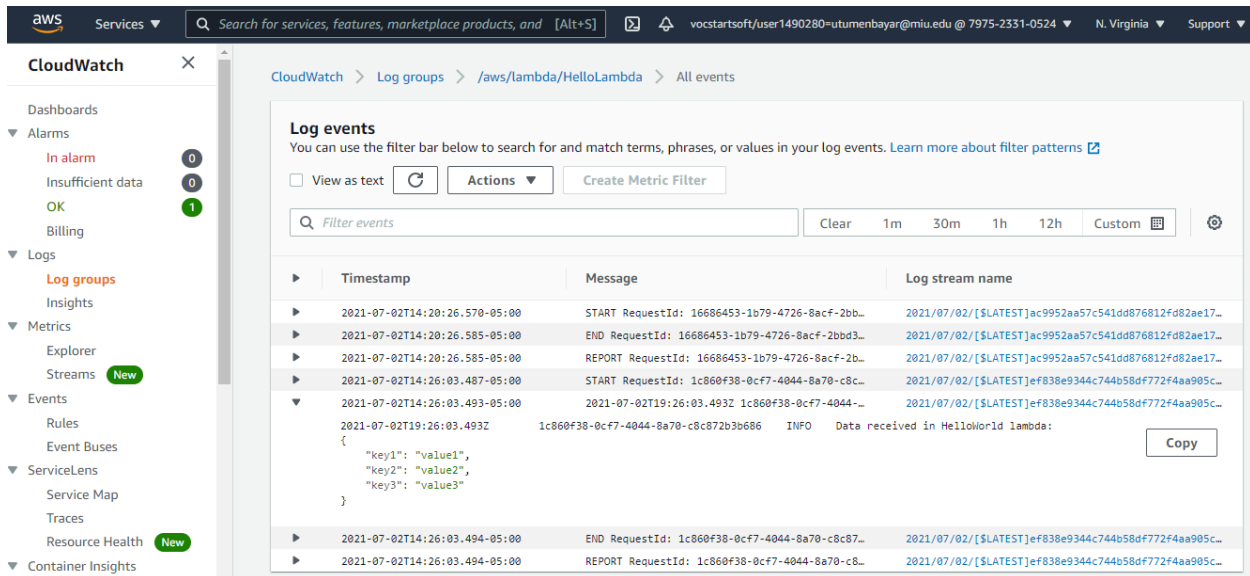 aws Services ▼ Search for services, features, marketplace products, and [Alt+S] vocstartsoft/user1490280=utumenbayar@miu.edu @ 7975-2331-0524 ▼ N. Virginia ▼ Support ▼
CloudWatch ×
Dashboards
▼ Alarms
In alarm 0
Insufficient data 0
OK 1
Billing
▼ Logs
Log groups
Insights
▼ Metrics
Explorer
Streams New
▼ Events
Rules
Event Buses
▼ ServiceLens
Service Map
Traces
Resource Health New
▼ Container Insights
CloudWatch > Log groups > /aws/lambda/HelloLambda > All events
Log events
You can use the filter bar below to search for and match terms, phrases, or values in your log events. Learn more about filter patterns
View as text Actions ▼ Create Metric Filter
Filter events Clear 1m 30m 1h 12h Custom
▶ Timestamp Message Log stream name
▶ 2021-07-02T14:20:26.570-05:00 START RequestId: 16686453-1b79-4726-8acf-2bb… 2021/07/02/[$LATEST]ac9952aa57c541dd876812fd82ae17…
▶ 2021-07-02T14:20:26.585-05:00 END RequestId: 16686453-1b79-4726-8acf-2bbd3… 2021/07/02/[$LATEST]ac9952aa57c541dd876812fd82ae17…
▶ 2021-07-02T14:20:26.585-05:00 REPORT RequestId: 16686453-1b79-4726-8acf-2b… 2021/07/02/[$LATEST]ac9952aa57c541dd876812fd82ae17…
▶ 2021-07-02T14:26:03.487-05:00 START RequestId: 1c860f38-0cf7-4044-8a70-c8c… 2021/07/02/[$LATEST]ef838e9344c744b58df772f4aa905c…
▼ 2021-07-02T14:26:03.493-05:00 2021-07-02T19:26:03.493Z 1c860f38-0cf7-4044-… 2021/07/02/[$LATEST]ef838e9344c744b58df772f4aa905c…
2021-07-02T19:26:03.493Z 1c860f38-0cf7-4044-8a70-c8c872b3b686 INFO Data received in HelloWorld lambda:
{
"key1": "value1",
"key2": "value2",
"key3": "value3"
}
Copy
▶ 2021-07-02T14:26:03.494-05:00 END RequestId: 1c860f38-0cf7-4044-8a70-c8c87… 2021/07/02/[$LATEST]ef838e9344c744b58df772f4aa905c…
▶ 2021-07-02T14:26:03.494-05:00 REPORT RequestId: 1c860f38-0cf7-4044-8a70-c8… 2021/07/02/[$LATEST]ef838e9344c744b58df772f4aa905c…